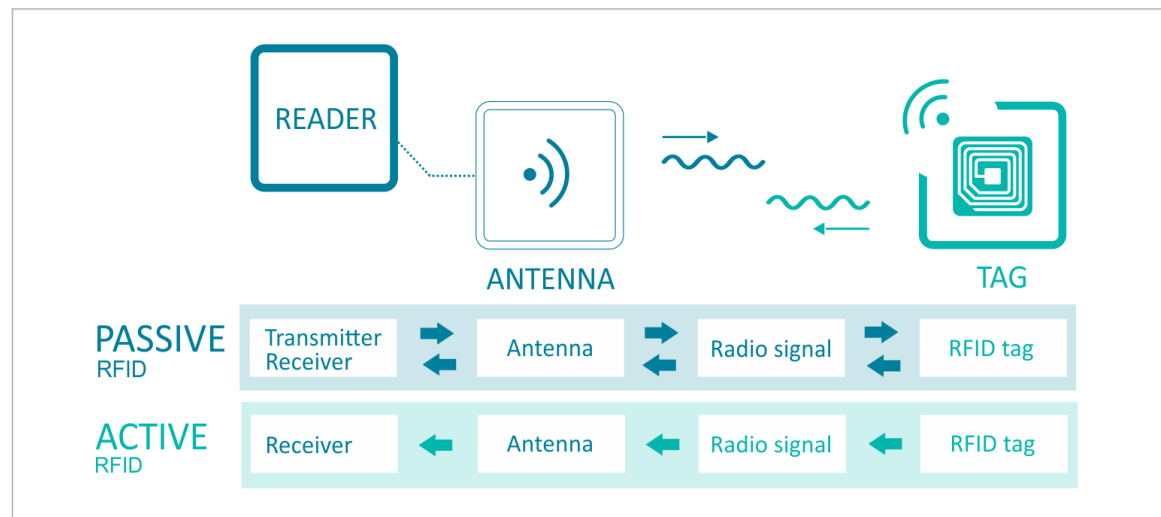 READER
ANTENNA
TAG
PASSIVE
RFID
Transmitter
Receiver
Antenna
Radio signal
RFID tag
ACTIVE
RFID
Receiver
Antenna
Radio signal
RFID tag